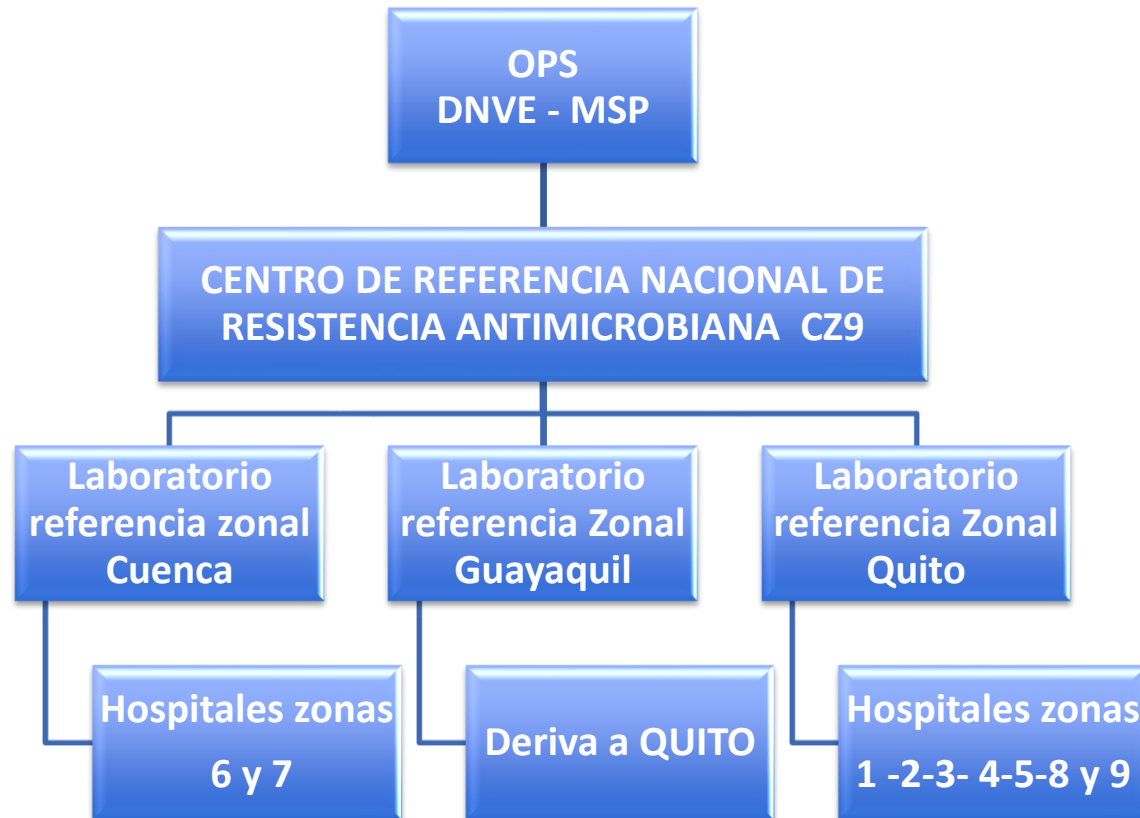 OPS
DNVE - MSP
CENTRO DE REFERENCIA NACIONAL DE
RESISTENCIA ANTIMICROBIANA CZ9
Laboratorio
referencia zonal
Cuenca
Laboratorio
referencia Zonal
Guayaquil
Laboratorio
referencia Zonal
Quito
Hospitales zonas
6 y 7
Deriva a QUITO
Hospitales zonas
1 -2-3- 4-5-8 y 9